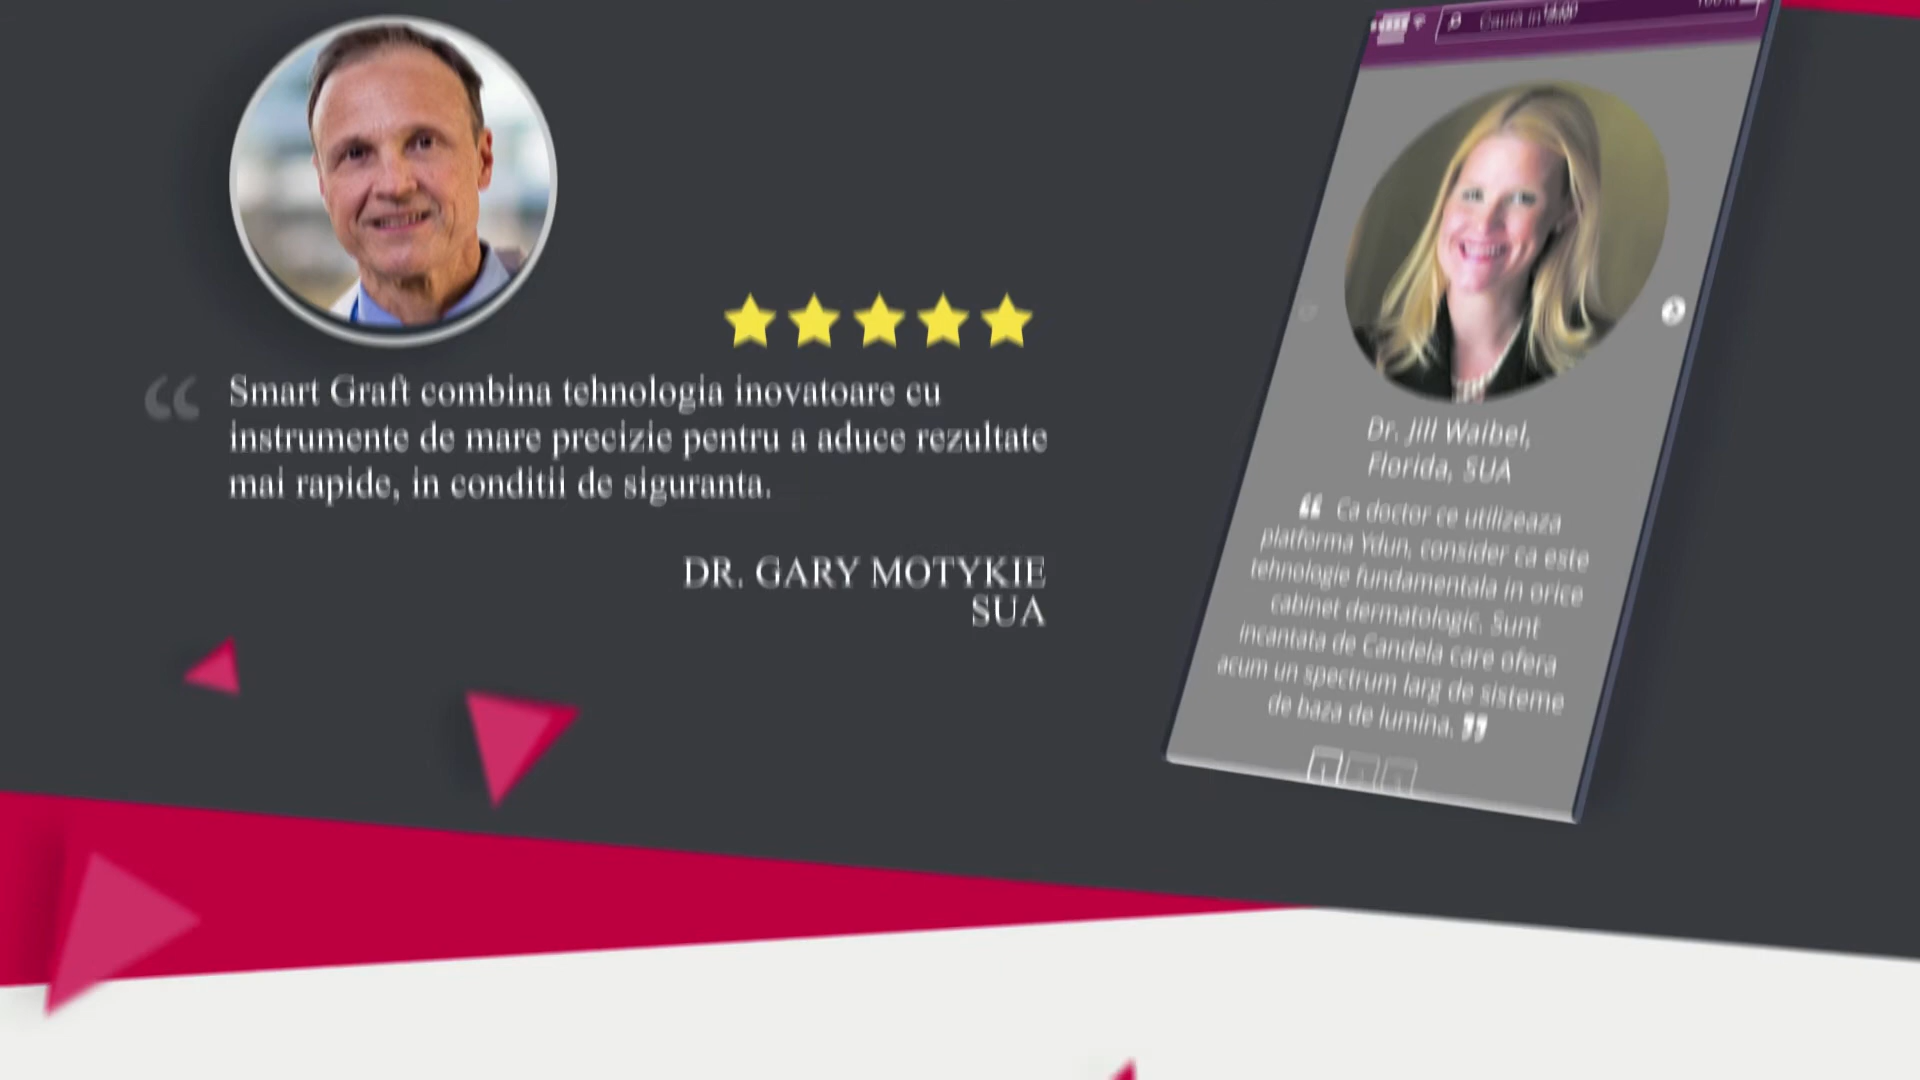 Smart Graft combina tehnologia inovatoare cu
instrumente de mare precizie pentru a aduce rezultate
mai rapide, in conditii de siguranta.
DR. GARY MOTYKIE
SUA
Dr. Jill Waibel,
Florida, SUA
“ Ca doctor ce utilizeaza
platforma Ydun, consider ca este
tehnologie fundamentala in orice
cabinet dermatologic. Sunt
incantata de Candela care ofera
acum un spectrum larg de sisteme
de baza de lumina. ”